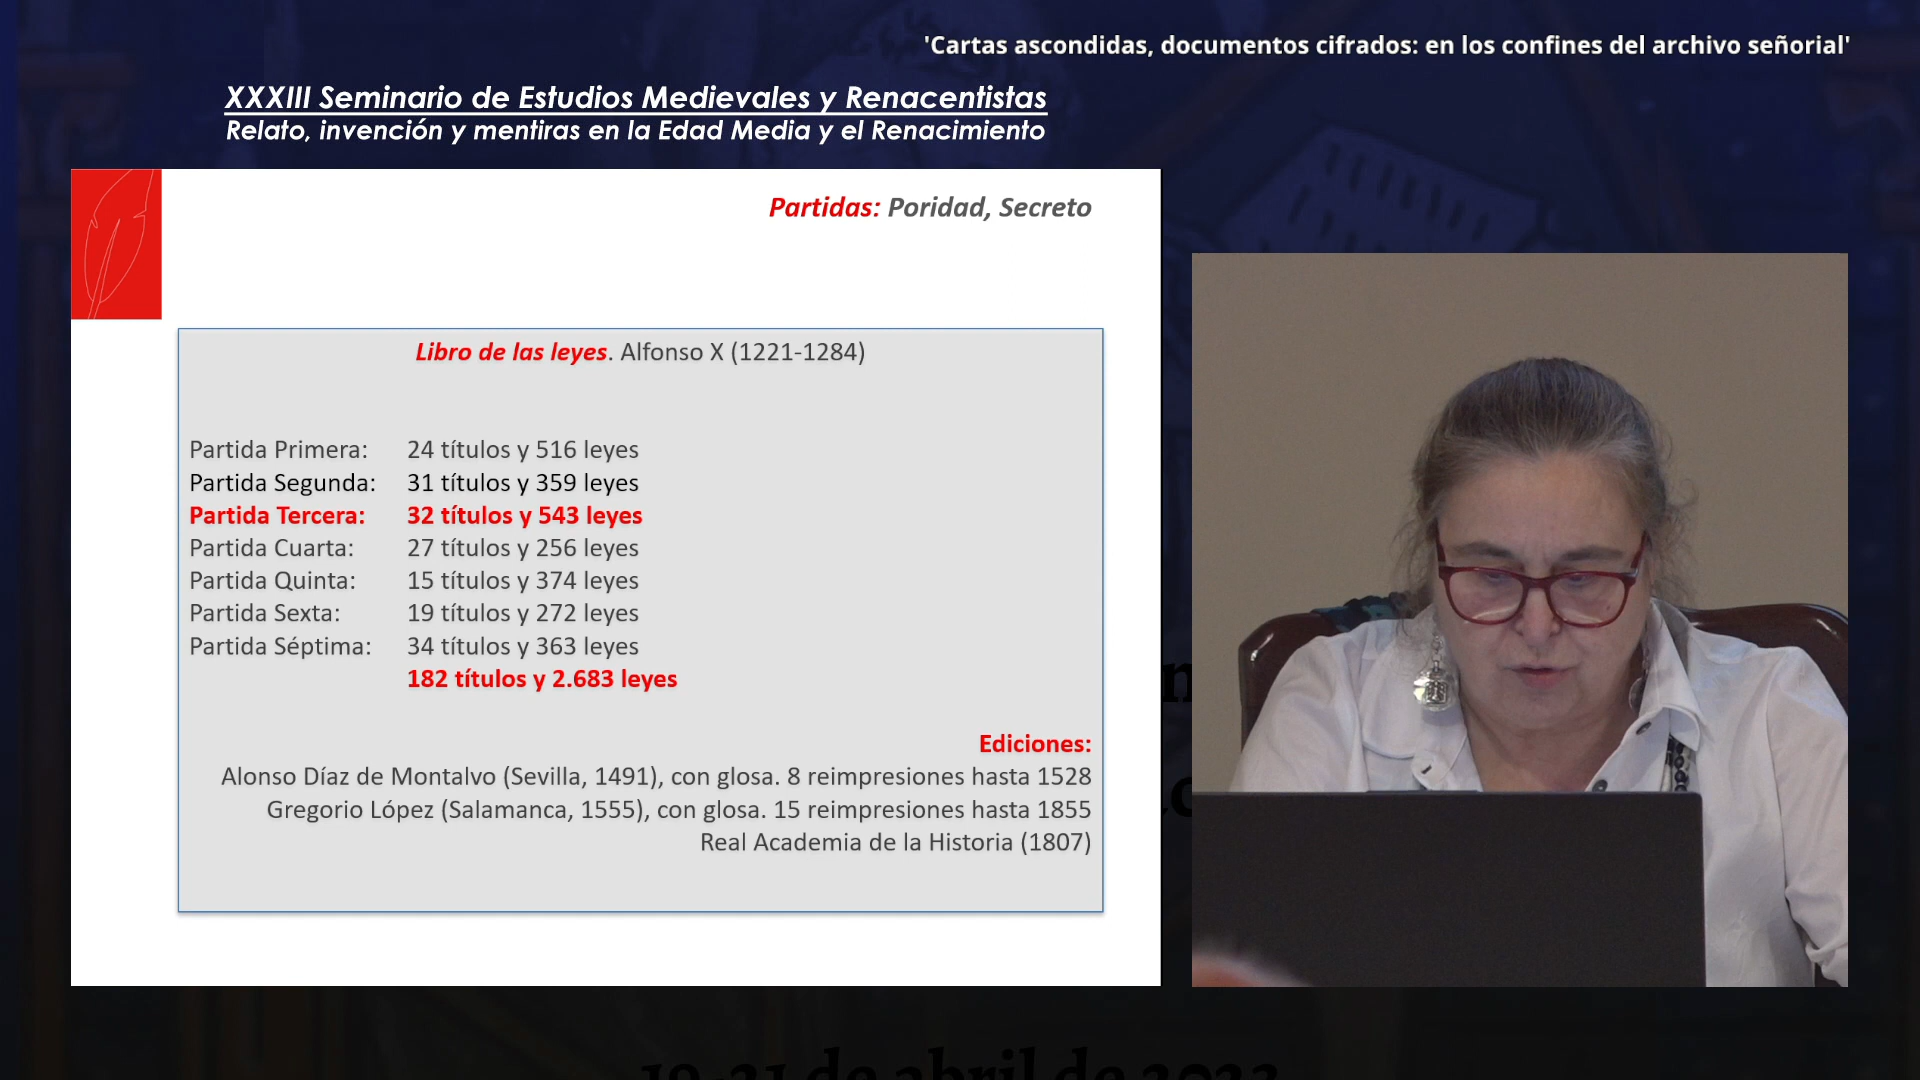 'Cartas ascondidas, documentos cifrados: en los confines del archivo señorial'
XXXIII Seminario de Estudios Medievales y Renacentistas
Relato, invención y mentiras en la Edad Media y el Renacimiento
Partidas: Poridad, Secreto
Libro de las leyes. Alfonso X (1221-1284)
Partida Primera: 24 títulos y 516 leyes
Partida Segunda: 31 títulos y 359 leyes
Partida Tercera: 32 títulos y 543 leyes
Partida Cuarta: 27 títulos y 256 leyes
Partida Quinta: 15 títulos y 374 leyes
Partida Sexta: 19 títulos y 272 leyes
Partida Séptima: 34 títulos y 363 leyes
182 títulos y 2.683 leyes
Ediciones:
Alonso Díaz de Montalvo (Sevilla, 1491), con glosa. 8 reimpresiones hasta 1528
Gregorio López (Salamanca, 1555), con glosa. 15 reimpresiones hasta 1855
Real Academia de la Historia (1807)
de abril de